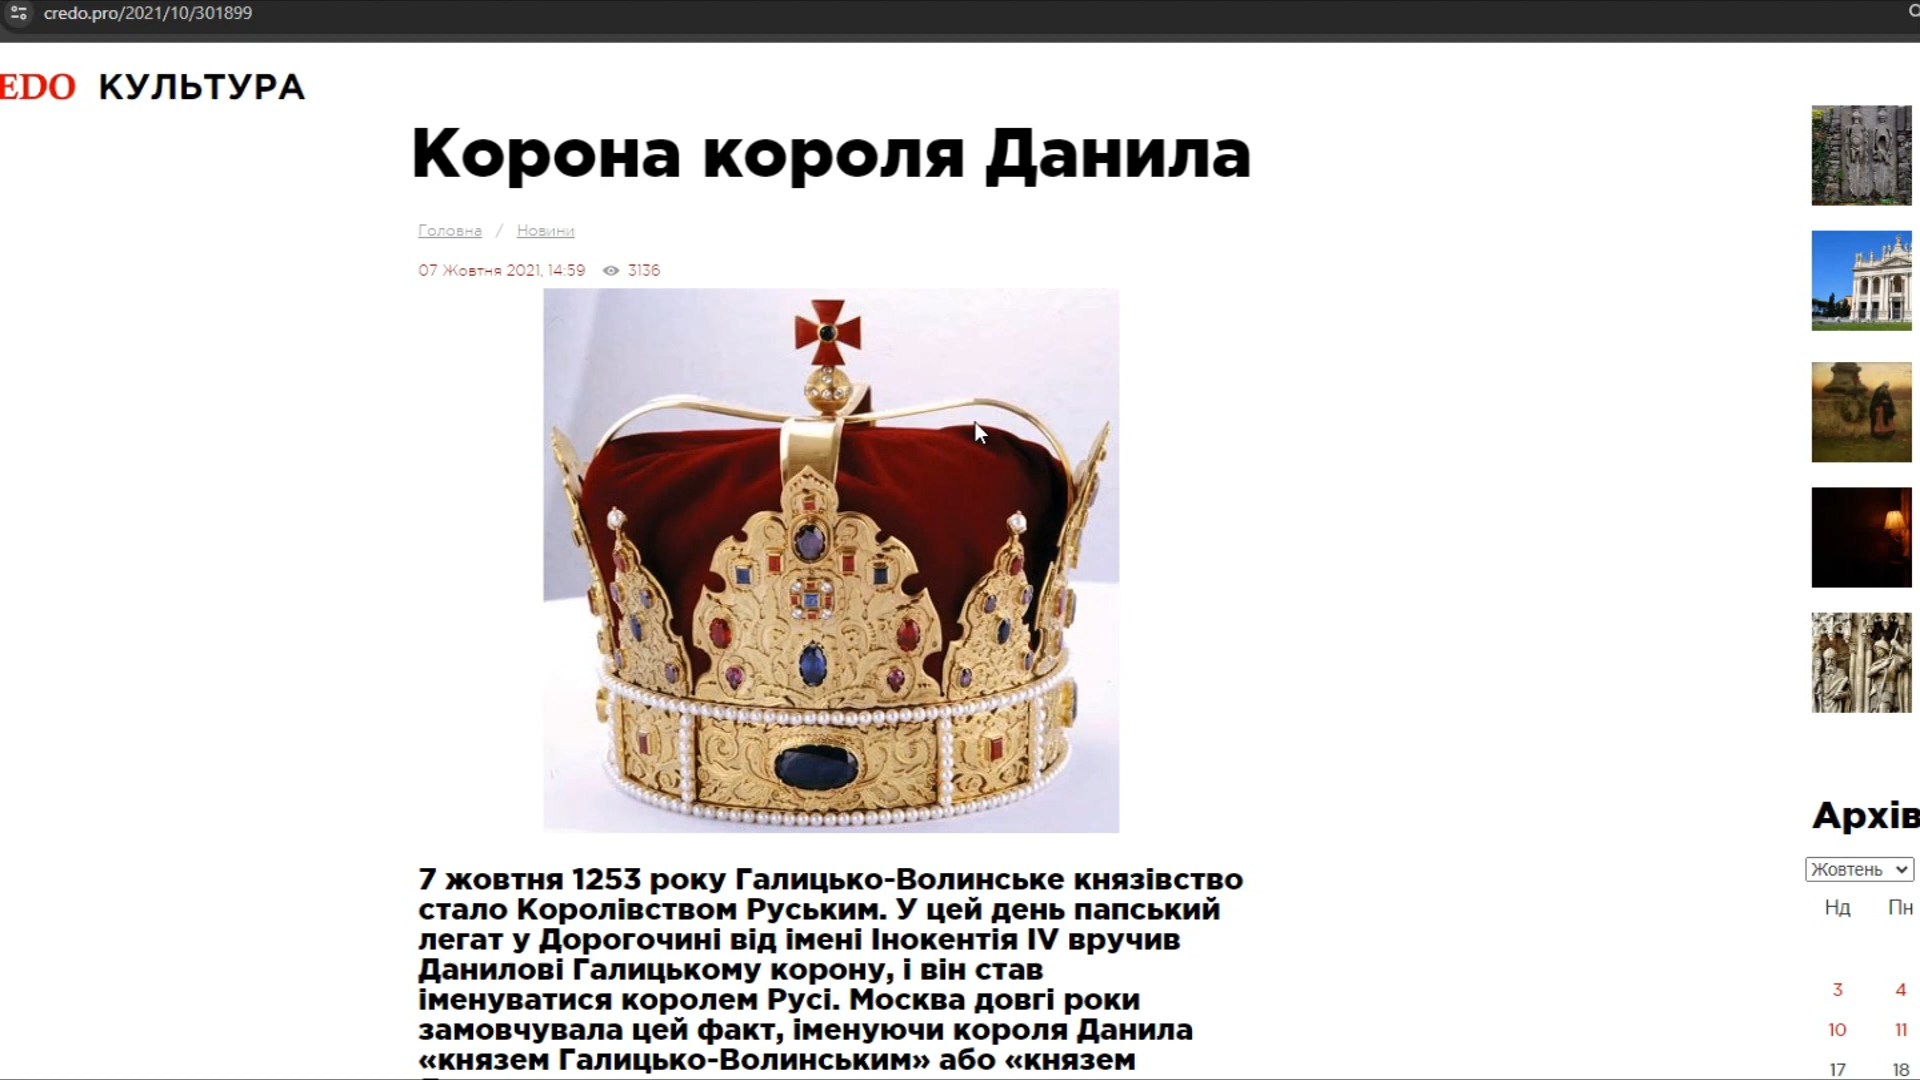 credo.pro/2021/10/301899
EDO КУЛЬТУРА
Корона короля Данила
Головна / Новини
07 Жовтня 2021, 14:59 3136
7 жовтня 1253 року Галицько-Волинське князівство
стало Королівством Руським. У цей день папський
легат у Дорогочині від імені Інокентія IV вручив
Данилові Галицькому корону, і він став
іменуватися королем Русі. Москва довгі роки
замовчувала цей факт, іменуючи короля Данила
«князем Галицько-Волинським» або «князем
Архів
Жовтень
Нд Пн
3 4
10 11
17 18